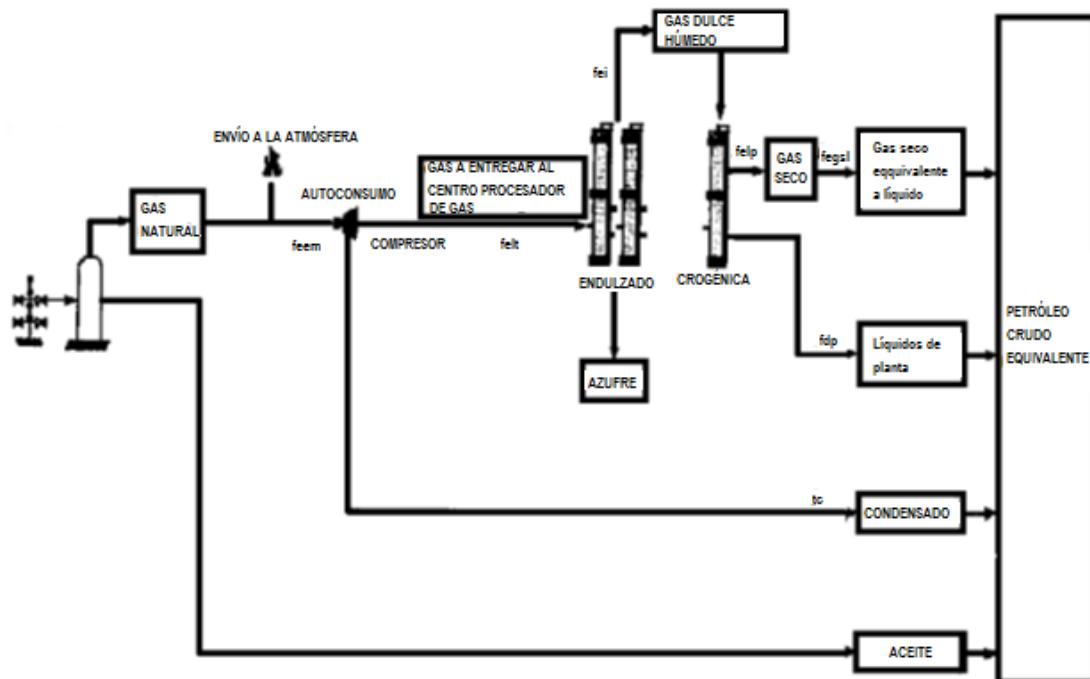 GAS DULCE
HÚMEDO
fei
ENVÍO A LA ATMÓSFERA
GAS A ENTREGAR AL
CENTRO PROCESADOR
DE GAS
AUTOCONSUMO
GAS
NATURAL
feem
COMPRESOR
felt
ENDULZADO
CROGÉNICA
felp
GAS
SECO
fegsl
Gas seco
eqquivalente
a líquido
AZUFRE
fdp
Líquidos de
planta
PETRÓLEO
CRUDO
EQUIVALENTE
tc
CONDENSADO
ACEITE